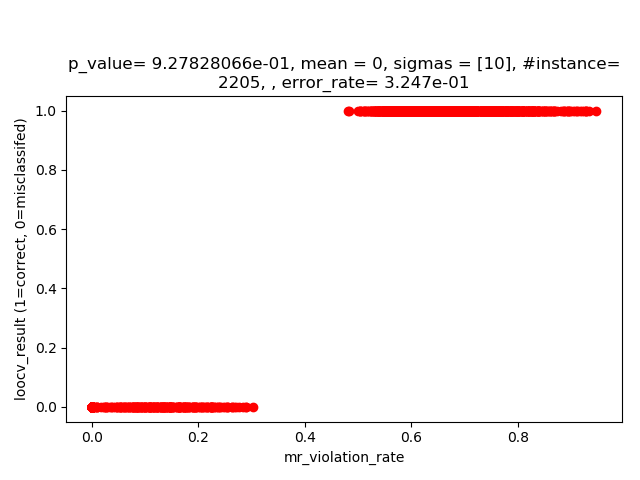 p_value= 9.27828066e-01, mean = 0, sigmas = [10], #instance=
2205, , error_rate= 3.247e-01
loocv_result (1=correct, 0=misclassifed)
1.0
0.8
0.6
0.4
0.2
0.0
0.0 0.2 0.4 0.6 0.8
mr_violation_rate